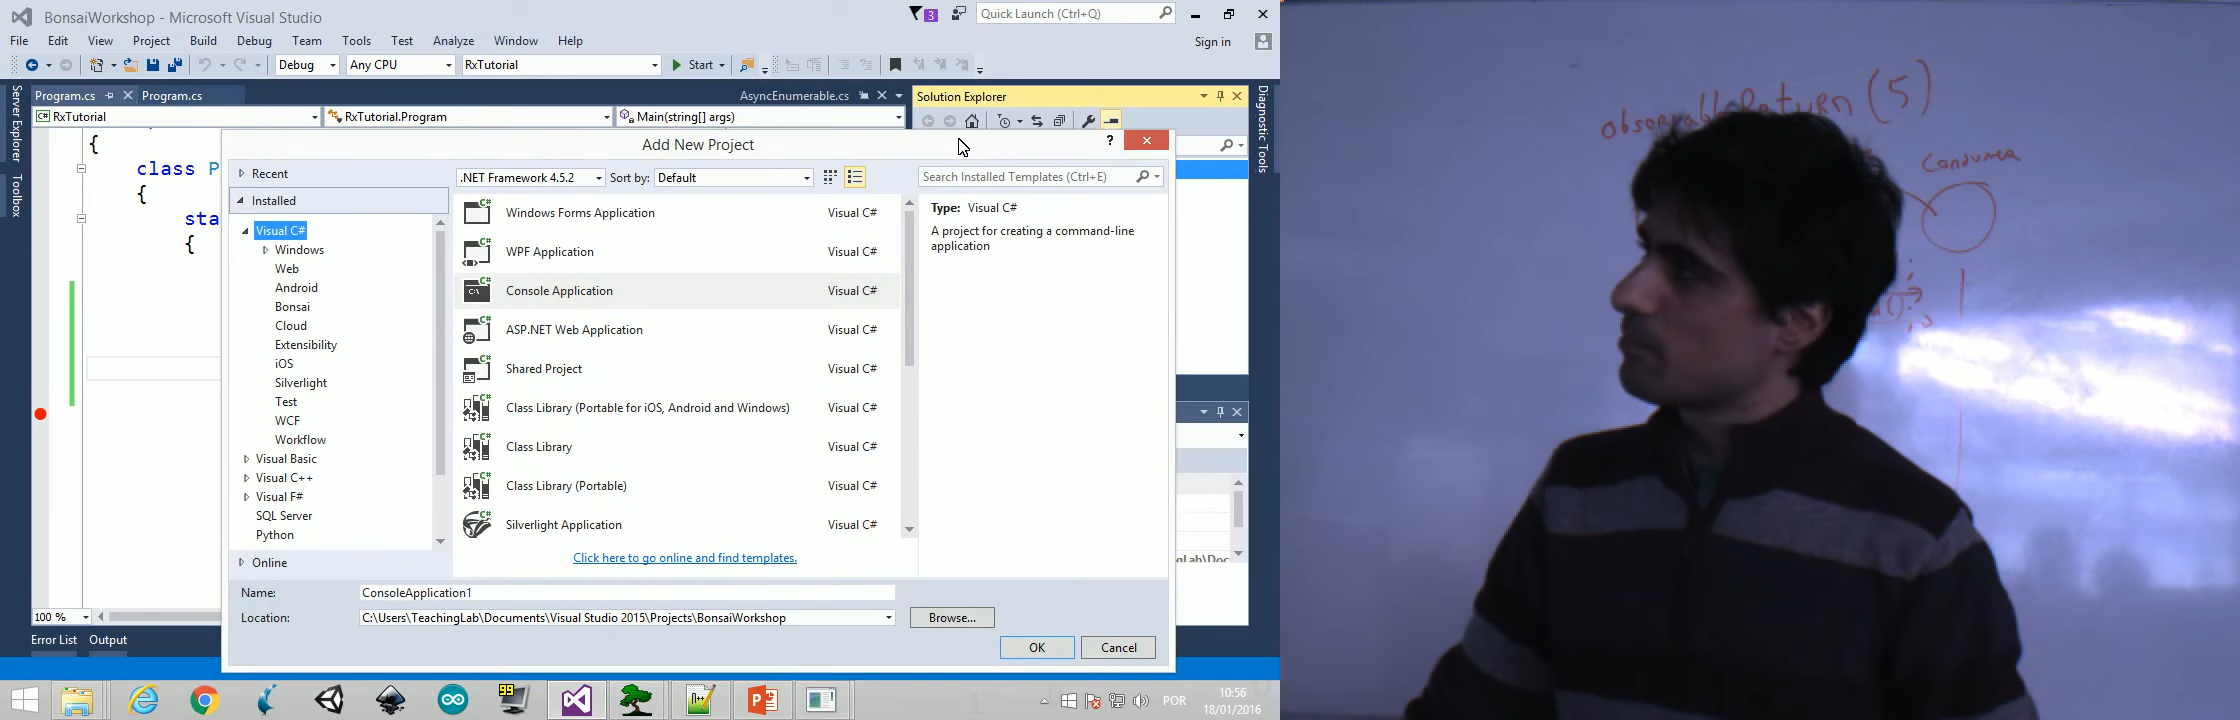 BonsaiWorkshop - Microsoft Visual Studio
3
Quick Launch (Ctrl+Q)
File Edit View Project Build Debug Team Tools Test Analyze Window Help
Sign in
Debug Any CPU RxTutorial Start
Server Explorer
Toolbox
Program.cs Program.cs AsyncEnumerable.cs
RxTutorial RxTutorial.Program Main(string[] args)
Solution Explorer
Diagnostic Tools
{
class P
{
sta
{
Add New Project
?
Recent
Installed
.NET Framework 4.5.2 Sort by: Default
Search Installed Templates (Ctrl+E)
Visual C#
Windows
Web
Android
Bonsai
Cloud
Extensibility
iOS
Silverlight
Test
WCF
Workflow
Visual Basic
Visual C++
Visual F#
SQL Server
Python
Online
Windows Forms Application Visual C#
WPF Application Visual C#
Console Application Visual C#
ASP.NET Web Application Visual C#
Shared Project Visual C#
Class Library (Portable for iOS, Android and Windows) Visual C#
Class Library Visual C#
Class Library (Portable) Visual C#
Silverlight Application Visual C#
Click here to go online and find templates.
Type: Visual C#
A project for creating a command-line
application
Name: ConsoleApplication1
Location: C:\Users\TeachingLab\Documents\Visual Studio 2015\Projects\BonsaiWorkshop
Browse...
OK Cancel
100 %
Error List Output
99
POR
10:56
18/01/2016
observable.Return (5)
Consumer